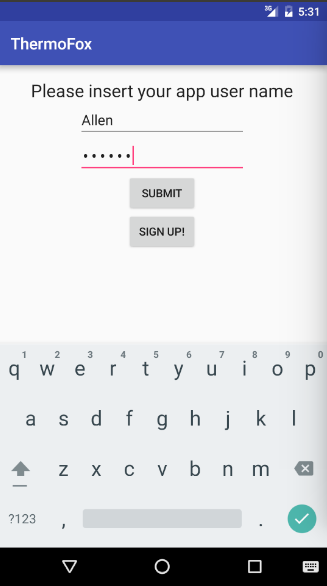 3G 5:31
ThermoFox
Please insert your app user name
Allen
••••••
SUBMIT
SIGN UP!
1 2 3 4 5 6 7 8 9 0
q w e r t y u i o p
a s d f g h j k l
z x c v b n m
?123 , .